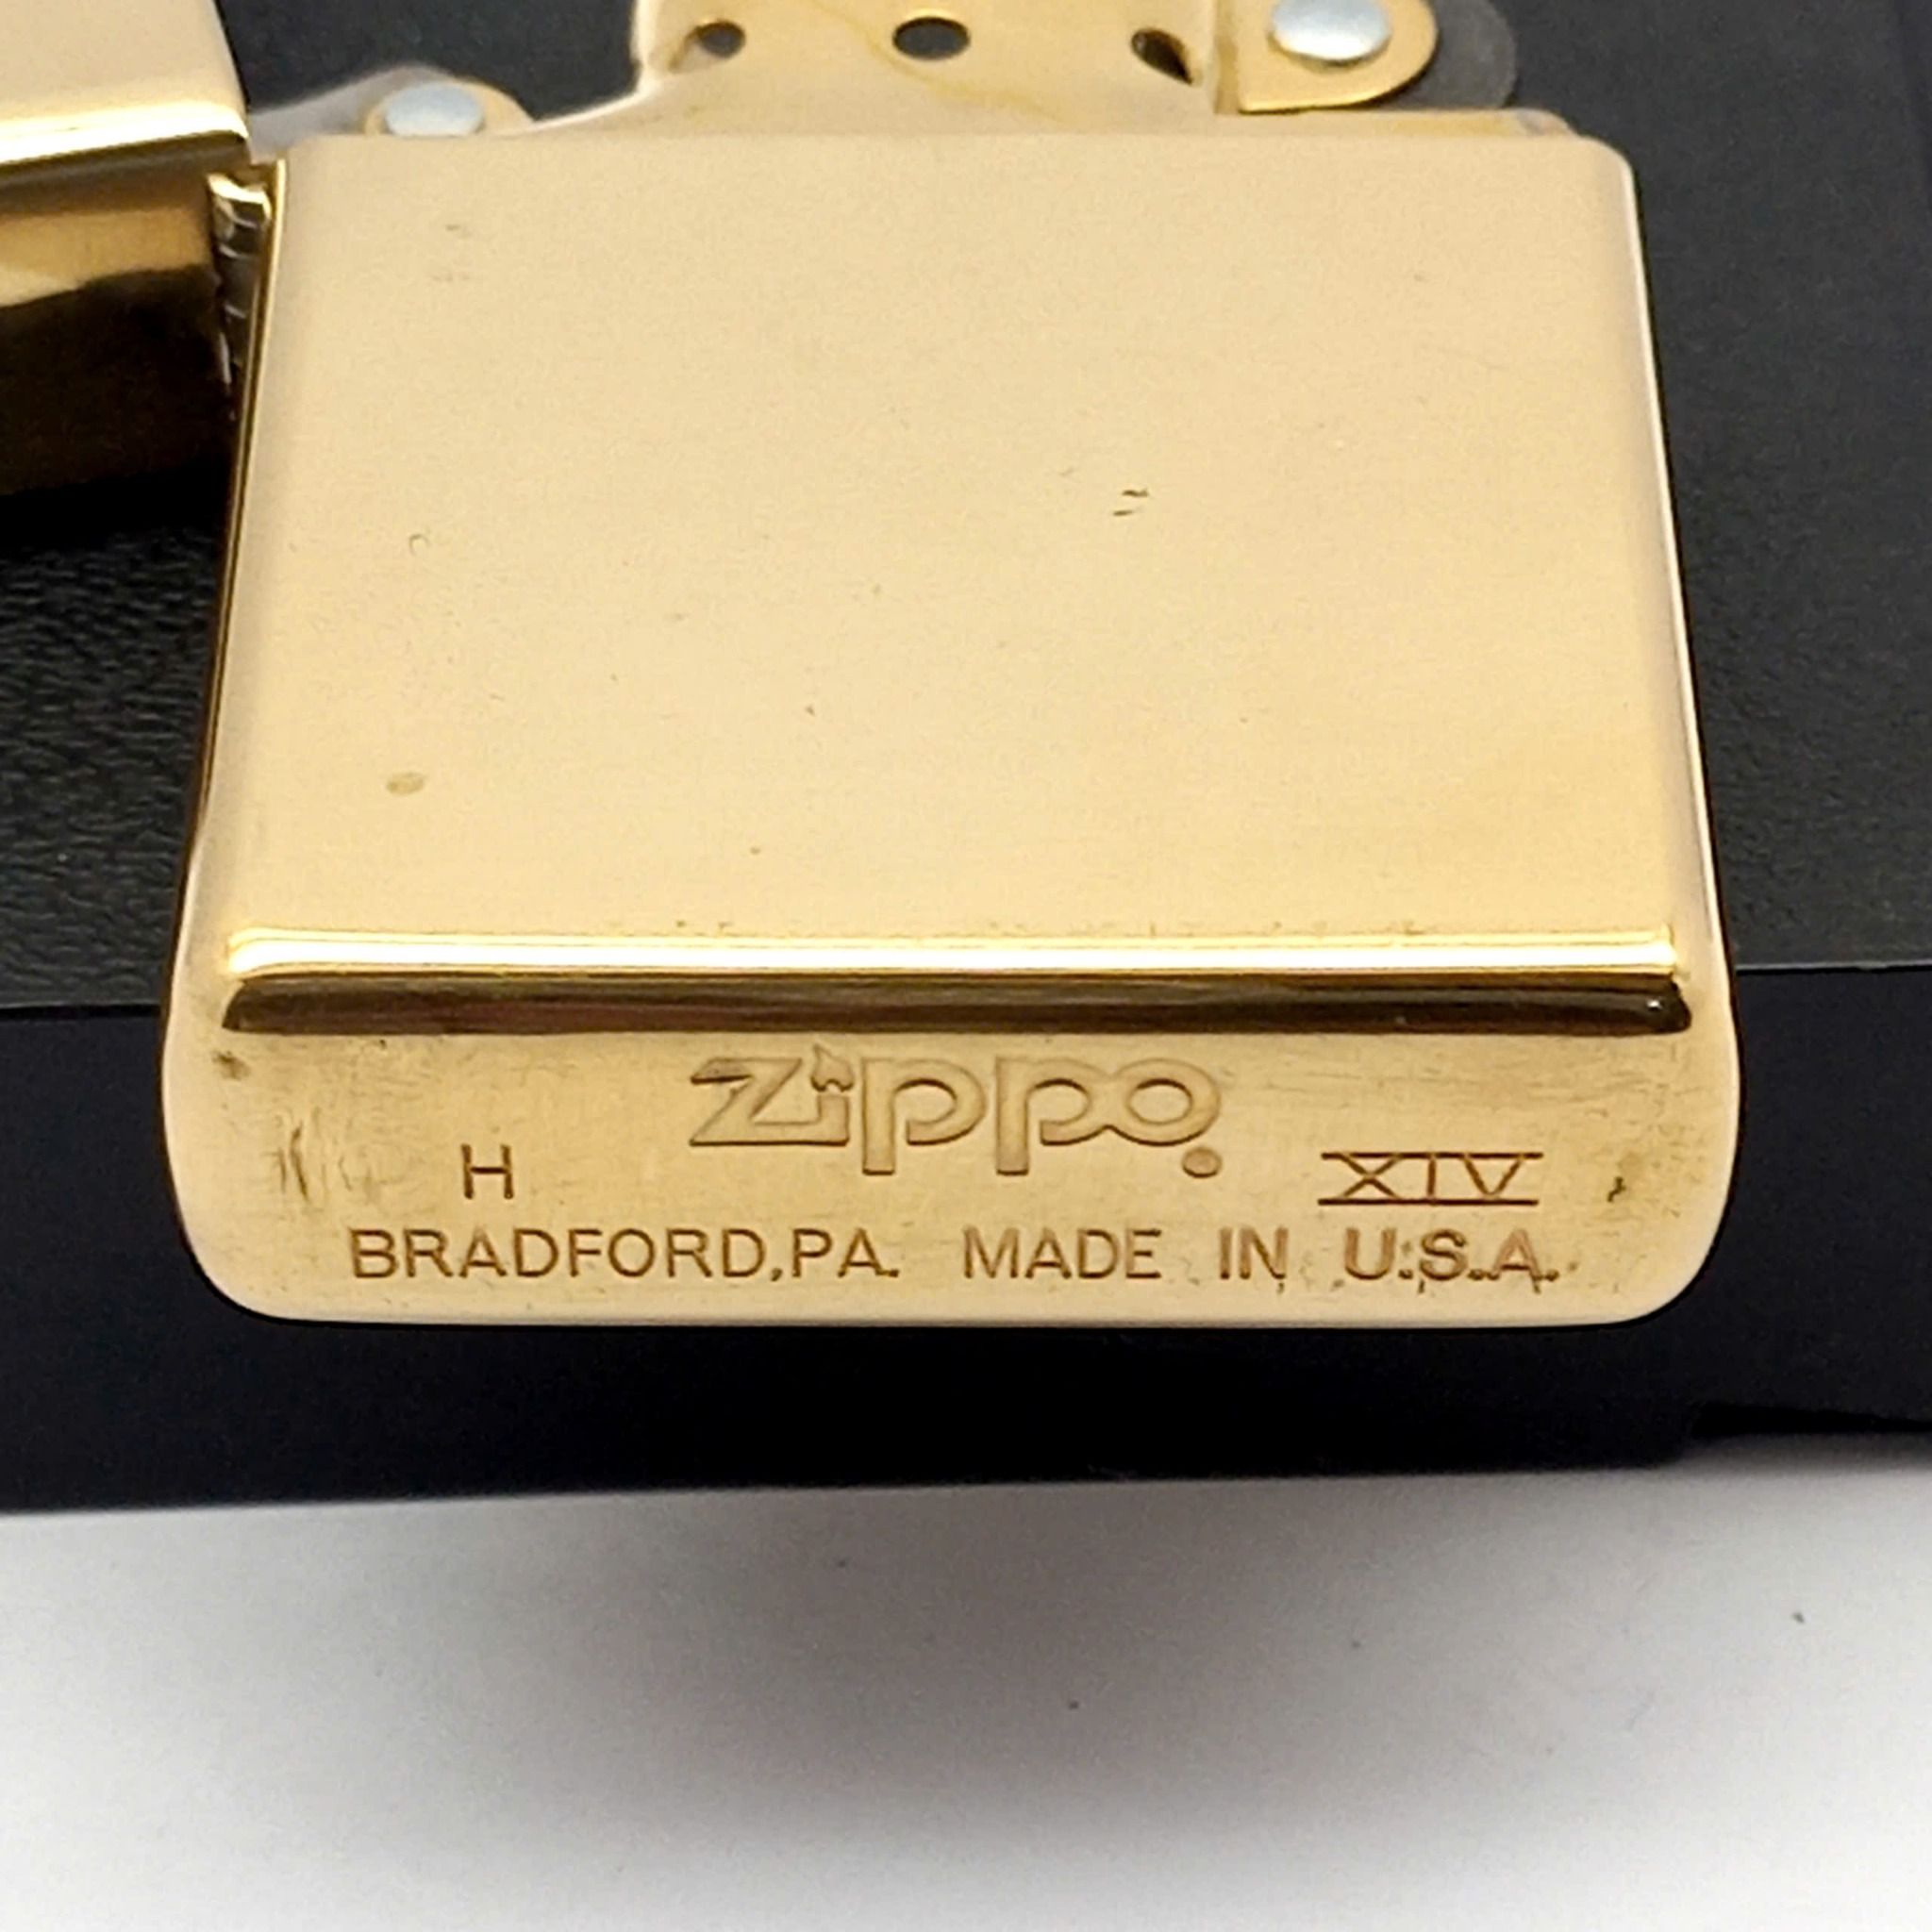 Zippo
H XIV
BRADFORD,PA. MADE IN U.S.A.